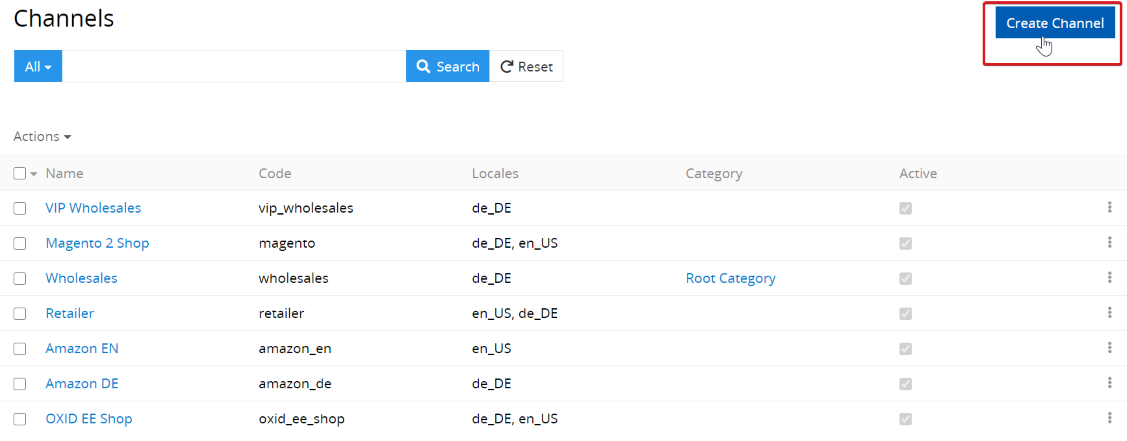 Channels
Create Channel
All
Search
Reset
Actions
Name Code Locales Category Active
VIP Wholesales vip_wholesales de_DE
Magento 2 Shop magento de_DE, en_US
Wholesales wholesales de_DE Root Category
Retailer retailer en_US, de_DE
Amazon EN amazon_en en_US
Amazon DE amazon_de de_DE
OXID EE Shop oxid_ee_shop de_DE, en_US